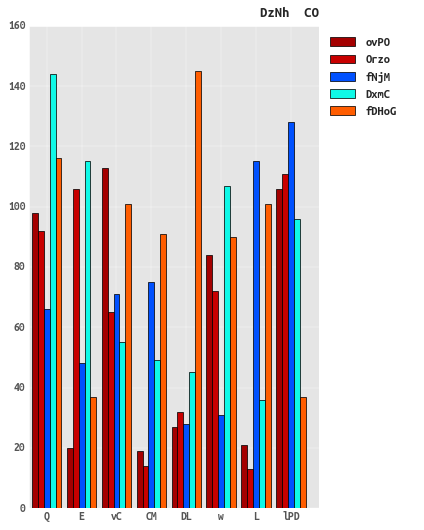 DzNh  CO
160
140
120
100
80
60
40
20
0
Q E vC CM DL w L lPD
ovPO
Orzo
fNjM
DxmC
fDHoG